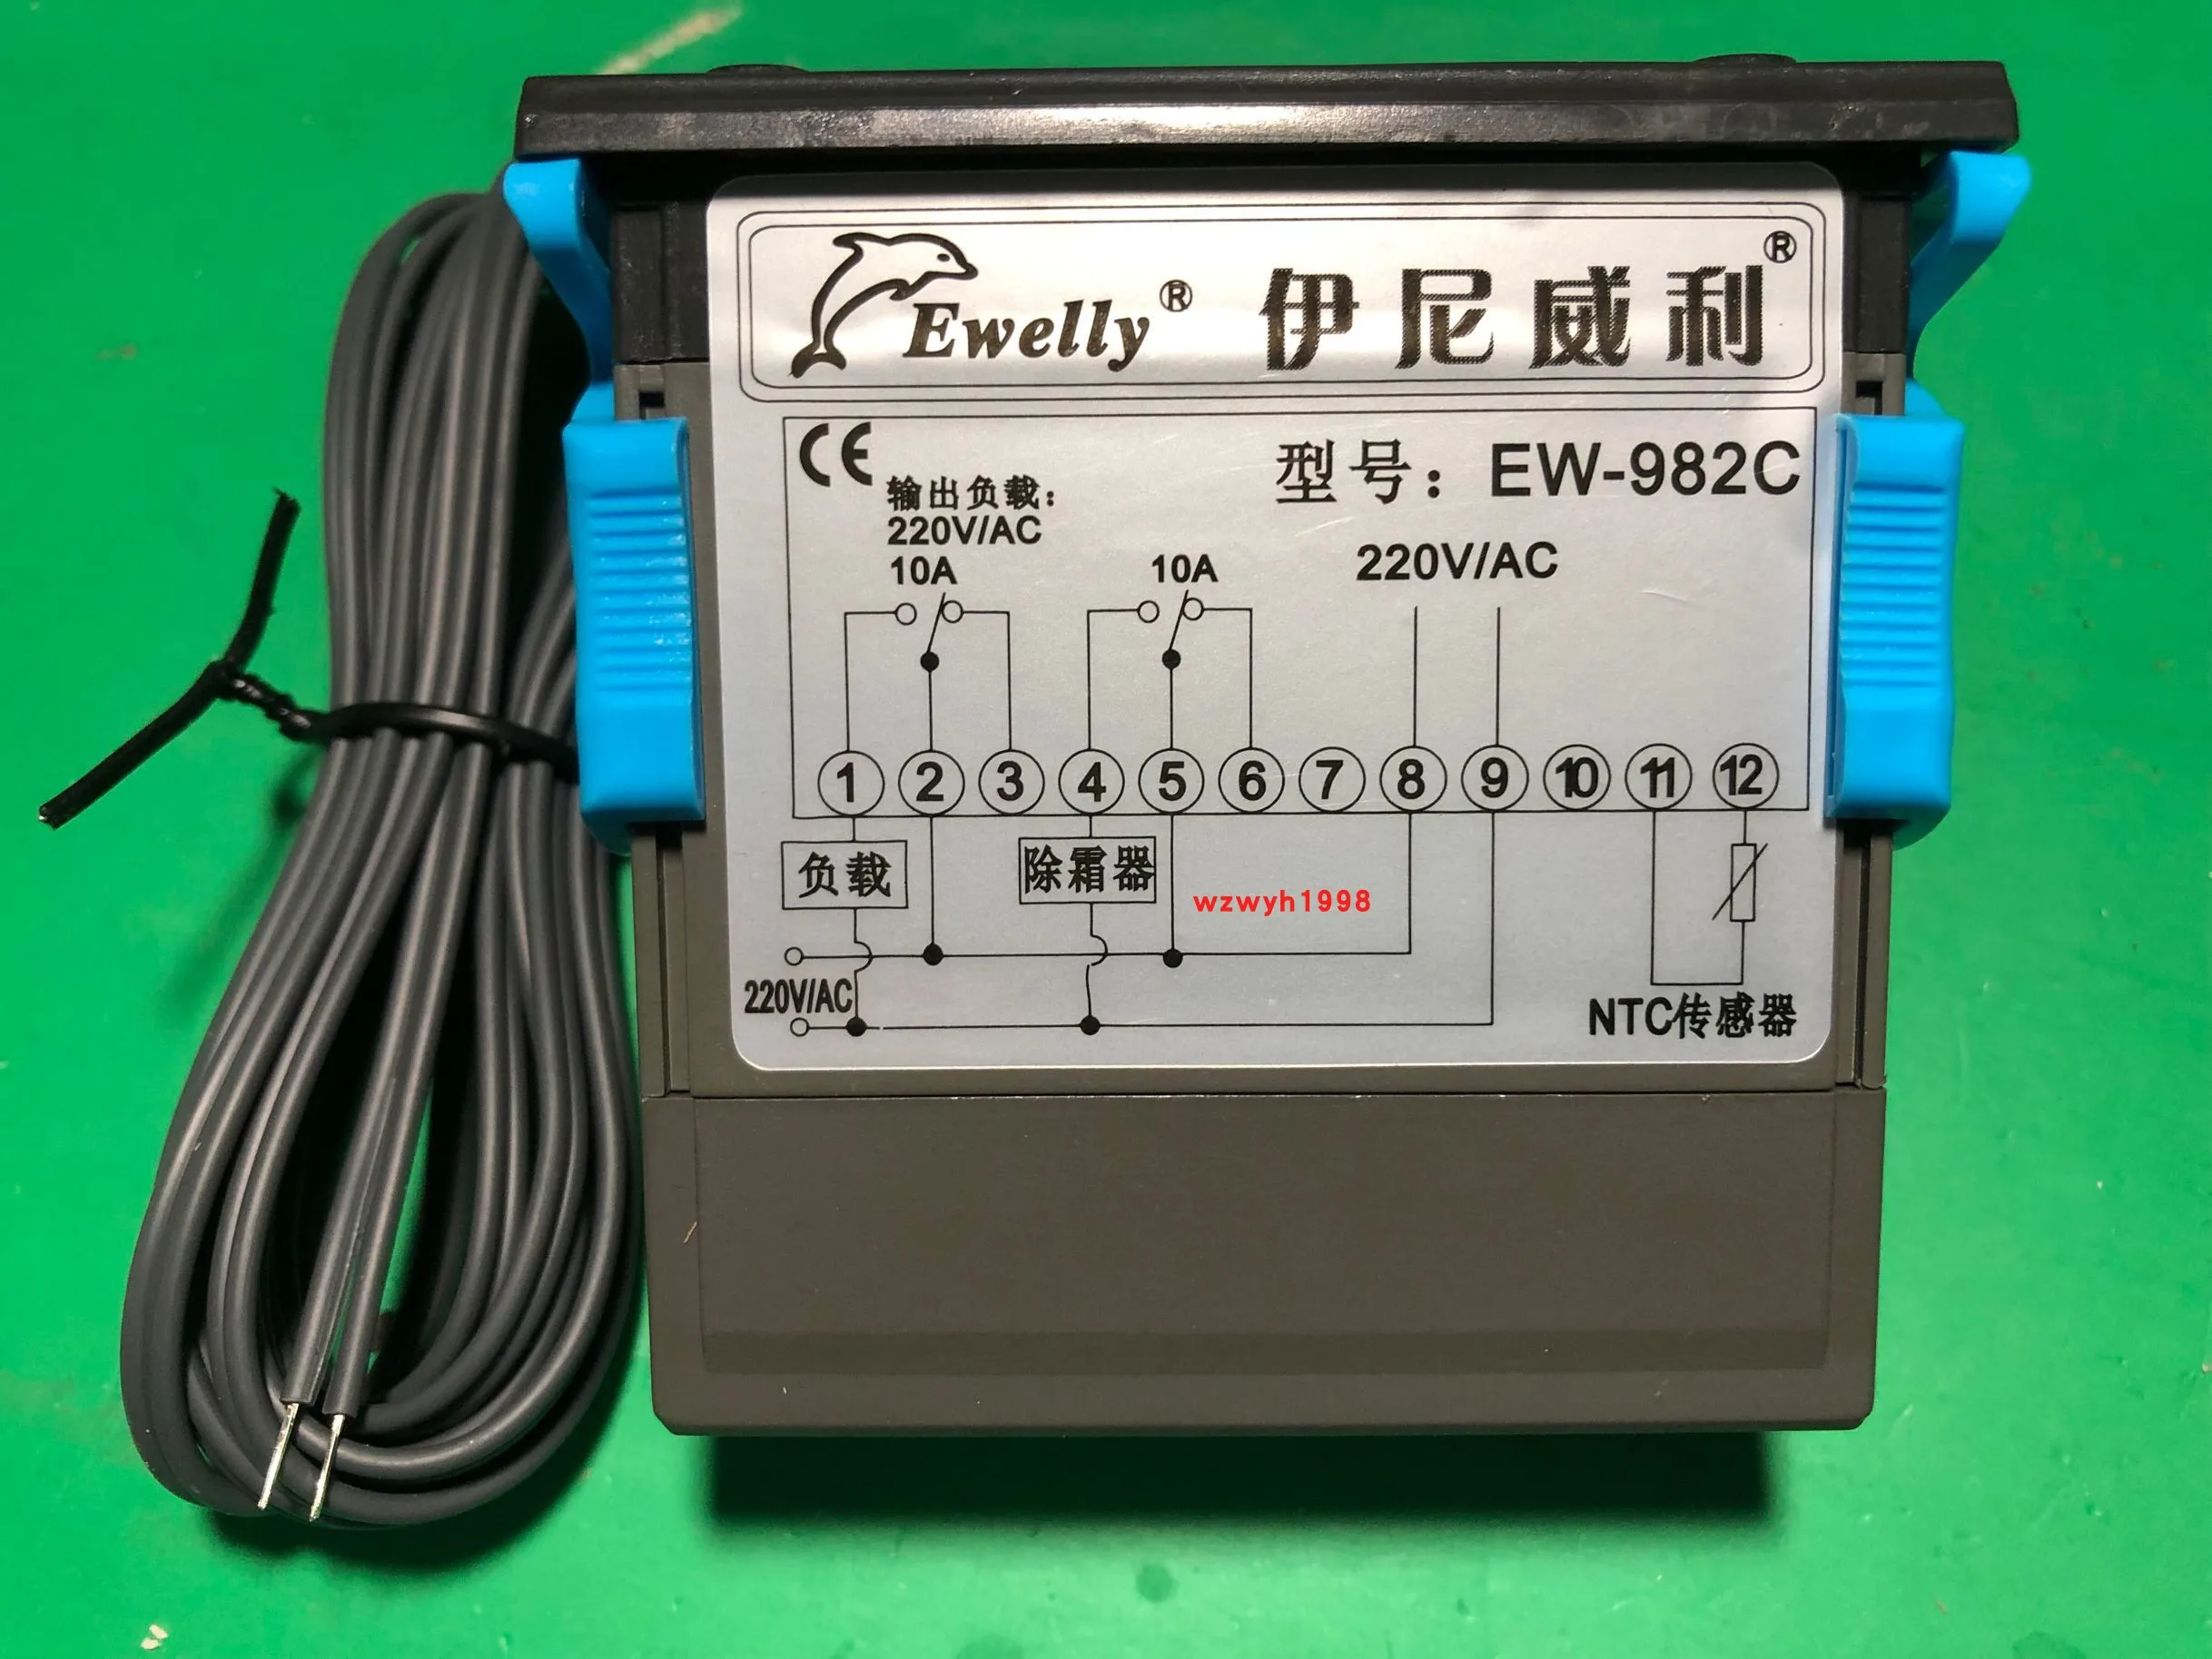 Ewelly® 伊尼威利®
CE
型号：EW-982C
输出负载：
220V/AC
10A
10A
220V/AC
1 2 3 4 5 6 7 8 9 10 11 12
负载
除霜器
wzwyh1998
220V/AC
NTC传感器